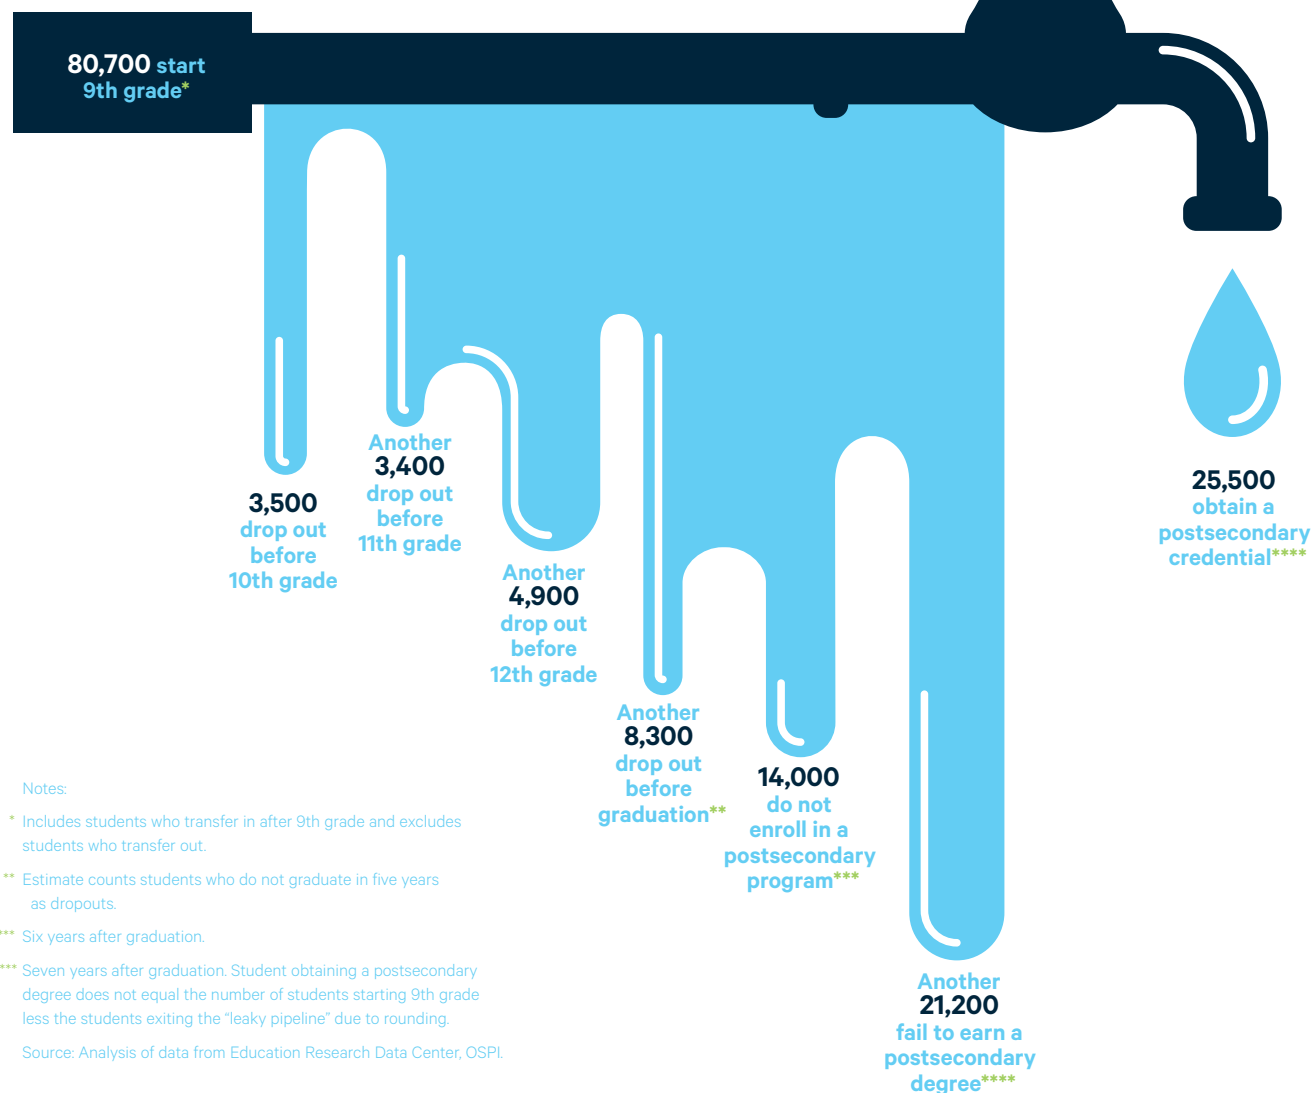 80,700 start
9th grade*
3,500
drop out
before
10th grade
Another
3,400
drop out
before
11th grade
Another
4,900
drop out
before
12th grade
Another
8,300
drop out
before
graduation**
14,000
do not
enroll in a
postsecondary
program***
Another
21,200
fail to earn a
postsecondary
degree****
25,500
obtain a
postsecondary
credential****
Notes:
* Includes students who transfer in after 9th grade and excludes
students who transfer out.
** Estimate counts students who do not graduate in five years
as dropouts.
*** Six years after graduation.
*** Seven years after graduation. Student obtaining a postsecondary
degree does not equal the number of students starting 9th grade
less the students exiting the “leaky pipeline” due to rounding.
Source: Analysis of data from Education Research Data Center, OSPI.